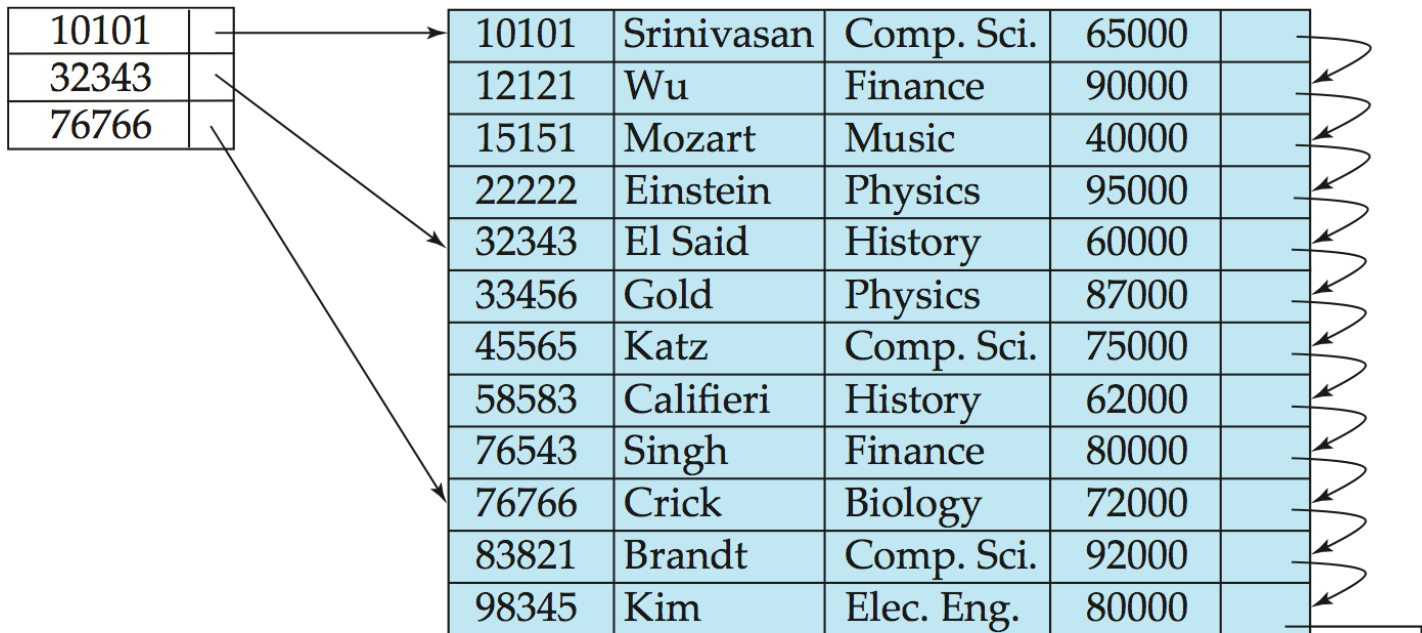 10101
32343
76766
10101 Srinivasan Comp. Sci. 65000
12121 Wu Finance 90000
15151 Mozart Music 40000
22222 Einstein Physics 95000
32343 El Said History 60000
33456 Gold Physics 87000
45565 Katz Comp. Sci. 75000
58583 Califieri History 62000
76543 Singh Finance 80000
76766 Crick Biology 72000
83821 Brandt Comp. Sci. 92000
98345 Kim Elec. Eng. 80000